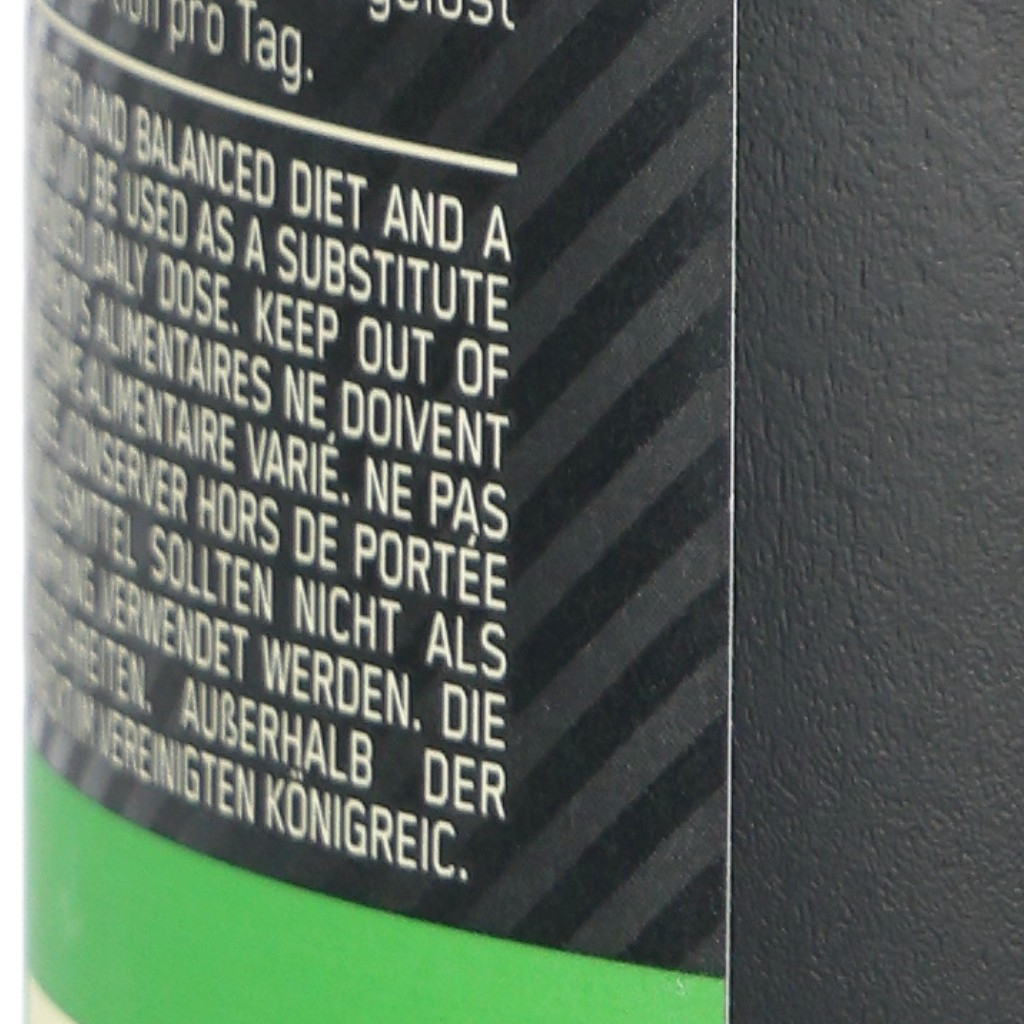 pro Tag.
AND BALANCED DIET AND A
TO BE USED AS A SUBSTITUTE
DAILY DOSE. KEEP OUT OF
ALIMENTAIRES NE DOIVENT
ALIMENTAIRE VARIÉ. NE PAS
CONSERVER HORS DE PORTÉE
SOLLTEN NICHT ALS
VERWENDET WERDEN. DIE
AUßERHALB DER
VEREINIGTEN KÖNIGREIC.